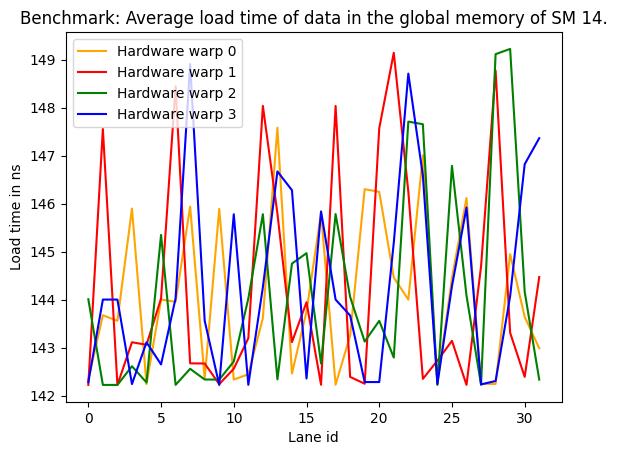 Benchmark: Average load time of data in the global memory of SM 14.
Hardware warp 0
Hardware warp 1
Hardware warp 2
Hardware warp 3
149
148
147
146
145
144
143
142
Load time in ns
0 5 10 15 20 25 30
Lane id